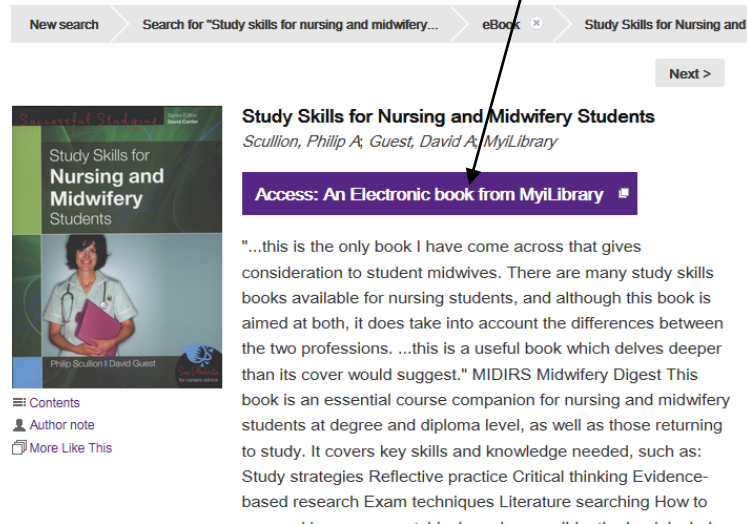 New search
Search for "Study skills for nursing and midwifery...
eBook
Study Skills for Nursing and
Next >
Successful Studying
Series Editor
David Canter
Study Skills for
Nursing and
Midwifery
Students
Philip Scullion | David Guest
for careers advice
Contents
Author note
More Like This
Study Skills for Nursing and Midwifery Students
Scullion, Philip A; Guest, David A; MyiLibrary
Access: An Electronic book from MyiLibrary
"...this is the only book I have come across that gives
consideration to student midwives. There are many study skills
books available for nursing students, and although this book is
aimed at both, it does take into account the differences between
the two professions. ...this is a useful book which delves deeper
than its cover would suggest." MIDIRS Midwifery Digest This
book is an essential course companion for nursing and midwifery
students at degree and diploma level, as well as those returning
to study. It covers key skills and knowledge needed, such as:
Study strategies Reflective practice Critical thinking Evidence-
based research Exam techniques Literature searching How to